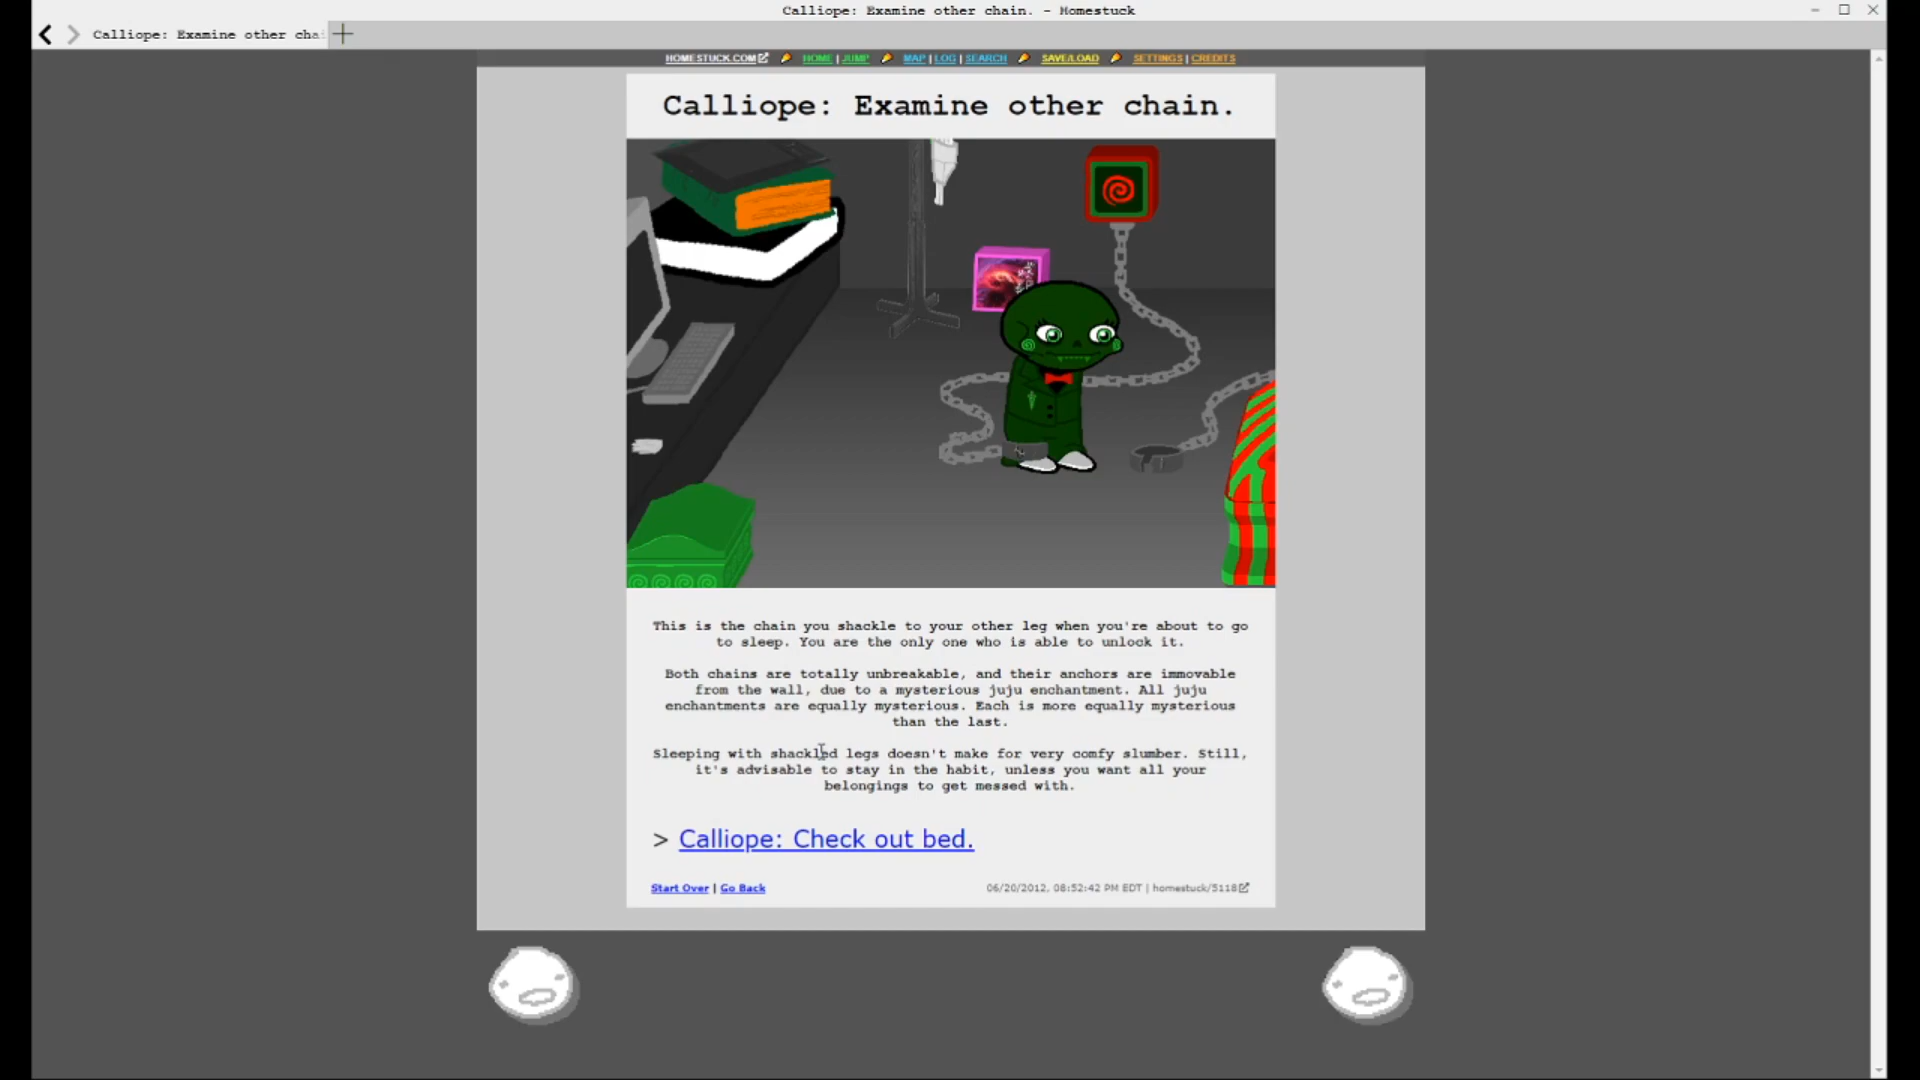 Calliope: Examine other chain. - Homestuck
Calliope: Examine other cha
HOMESTUCK.COM HOME | JUMP MAP | LOG | SEARCH SAVE/LOAD SETTINGS | CREDITS
Calliope: Examine other chain.
This is the chain you shackle to your other leg when you're about to go
to sleep. You are the only one who is able to unlock it.
Both chains are totally unbreakable, and their anchors are immovable
from the wall, due to a mysterious juju enchantment. All juju
enchantments are equally mysterious. Each is more equally mysterious
than the last.
Sleeping with shackled legs doesn't make for very comfy slumber. Still,
it's advisable to stay in the habit, unless you want all your
belongings to get messed with.
> Calliope: Check out bed.
Start Over | Go Back 06/20/2012, 08:52:42 PM EDT | homestuck/5118